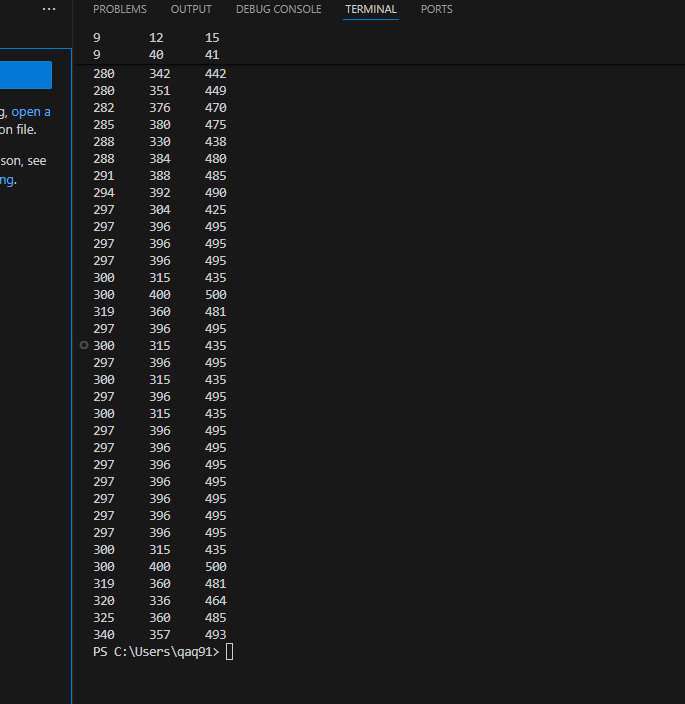 PROBLEMS OUTPUT DEBUG CONSOLE TERMINAL PORTS
g, open a
on file.
son, see
ng.
9 12 15
9 40 41
280 342 442
280 351 449
282 376 470
285 380 475
288 330 438
288 384 480
291 388 485
294 392 490
297 304 425
297 396 495
297 396 495
297 396 495
300 315 435
300 400 500
319 360 481
297 396 495
300 315 435
297 396 495
300 315 435
297 396 495
300 315 435
297 396 495
297 396 495
297 396 495
297 396 495
297 396 495
297 396 495
297 396 495
300 315 435
300 400 500
319 360 481
320 336 464
325 360 485
340 357 493
PS C:\Users\qaq91>